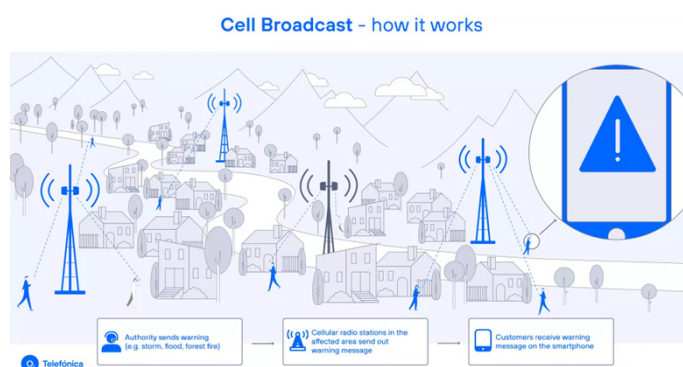 Cell Broadcast - how it works
Authority sends warning
(e.g. storm, flood, forest fire)
Cellular radio stations in the
affected area send out
warning message
Customers receive warning
message on the smartphone
Telefónica